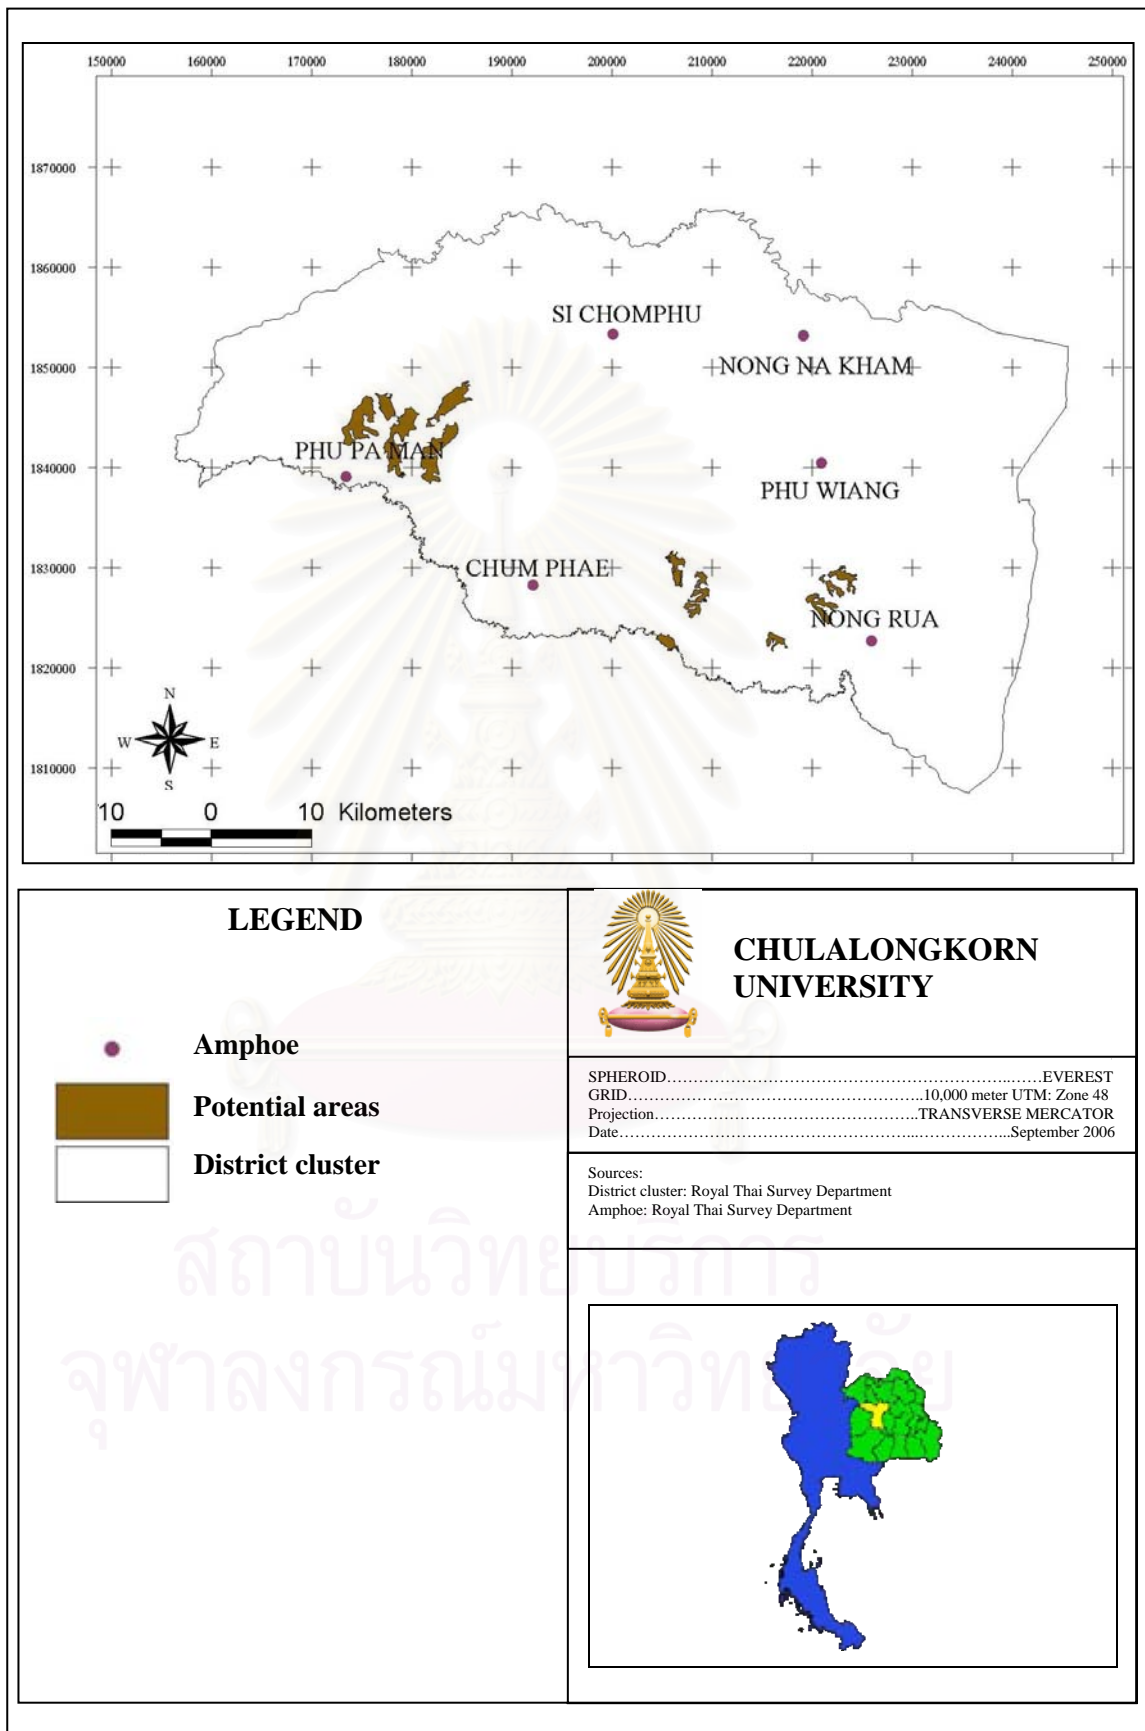 150000 160000 170000 180000 190000 200000 210000 220000 230000 240000 250000
1870000
1860000
SI CHOMPHU
NONG NA KHAM
1850000
PHU PA MAN
1840000
PHU WIANG
CHUM PHAE
1830000
NONG RUA
1820000
N
W E
S
1810000
10 0 10 Kilometers
LEGEND
Amphoe
Potential areas
District cluster
CHULALONGKORN
UNIVERSITY
SPHEROID……………………………………………………………EVEREST
GRID…………………………………………………..10,000 meter UTM: Zone 48
Projection…………………………………………..TRANSVERSE MERCATOR
Date………………………………………………...……………...September 2006
Sources:
District cluster: Royal Thai Survey Department
Amphoe: Royal Thai Survey Department
สถาบันวิทยบริการ
จุฬาลงกรณ์มหาวิทยาลัย